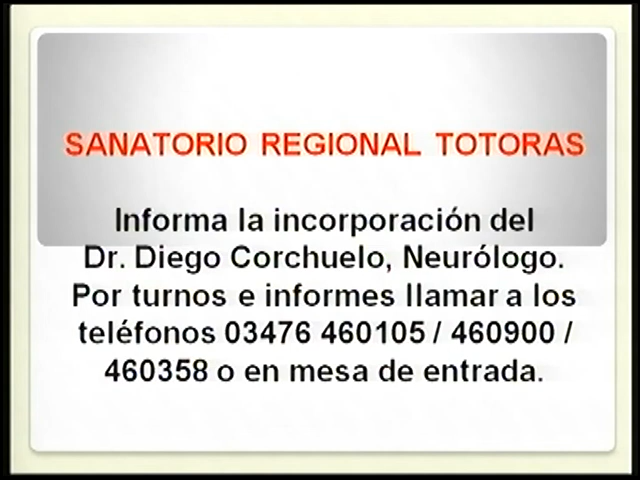 SANATORIO REGIONAL TOTORAS
Informa la incorporación del
Dr. Diego Corchuelo, Neurólogo.
Por turnos e informes llamar a los
teléfonos 03476 460105 / 460900 /
460358 o en mesa de entrada.